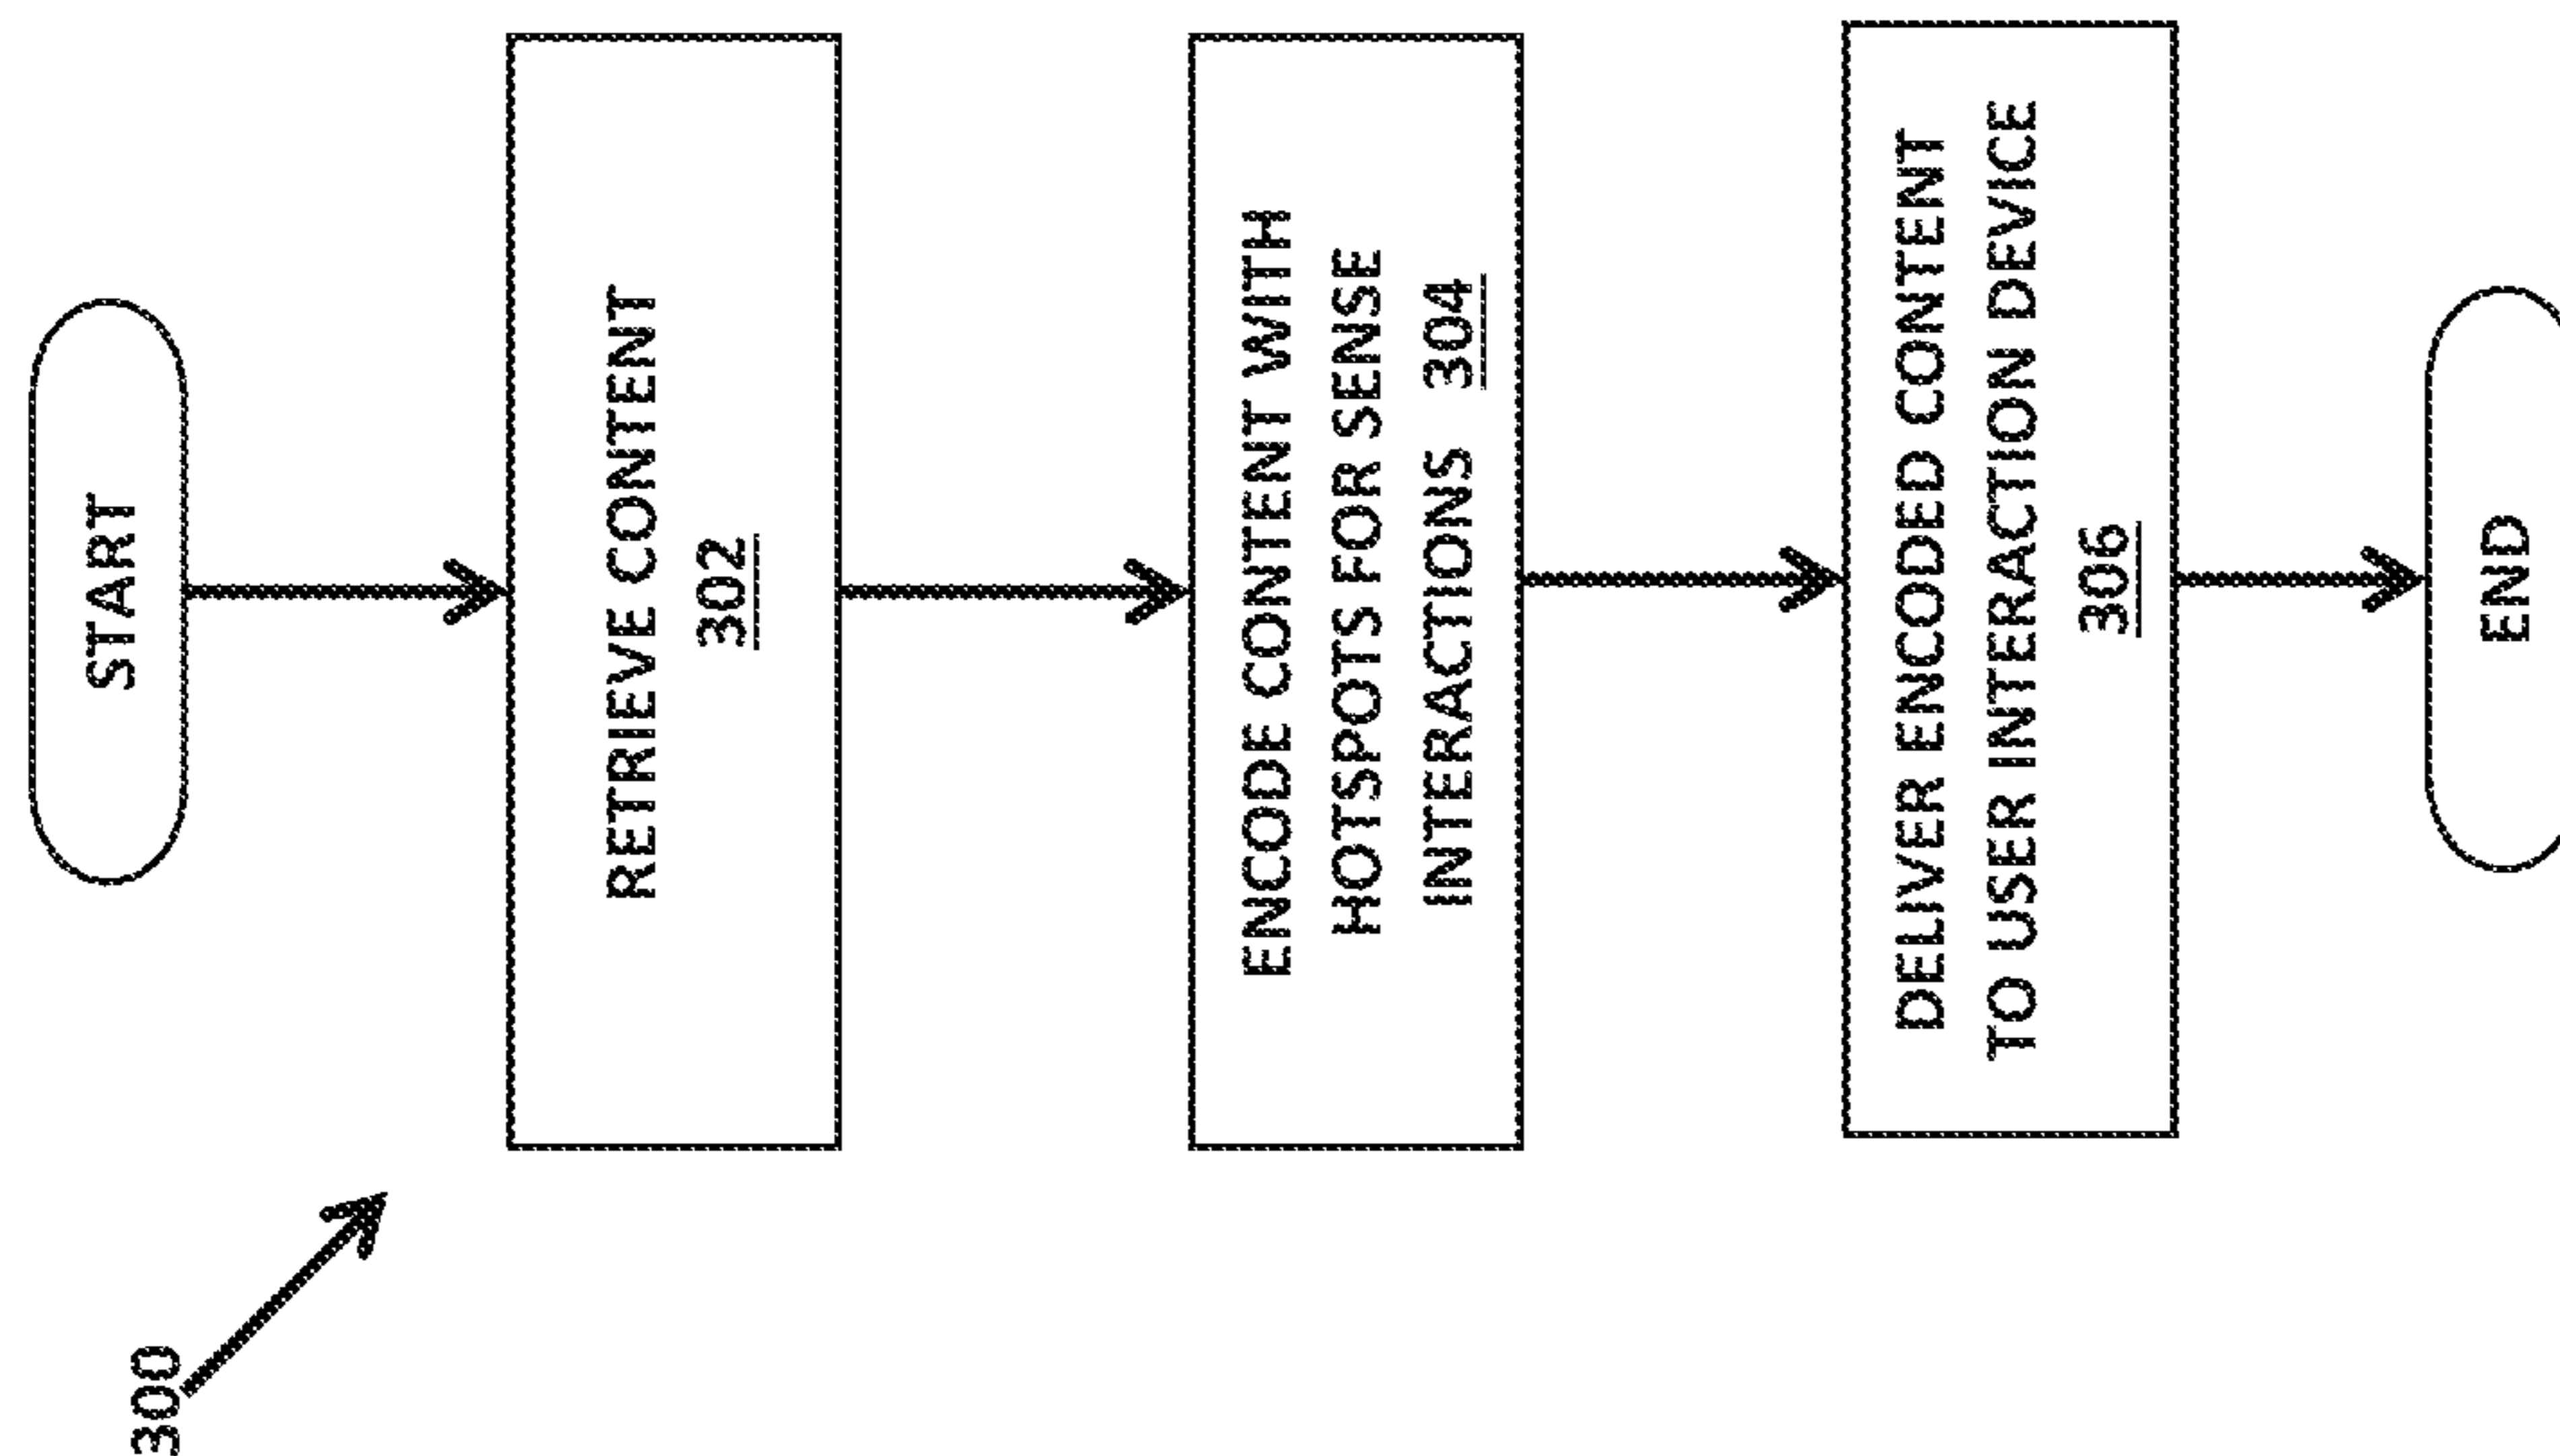 300
START
RETRIEVE CONTENT
302
ENCODE CONTENT WITH
HOTSPOTS FOR SENSE
INTERACTIONS 304
DELIVER ENCODED CONTENT
TO USER INTERACTION DEVICE
306
END